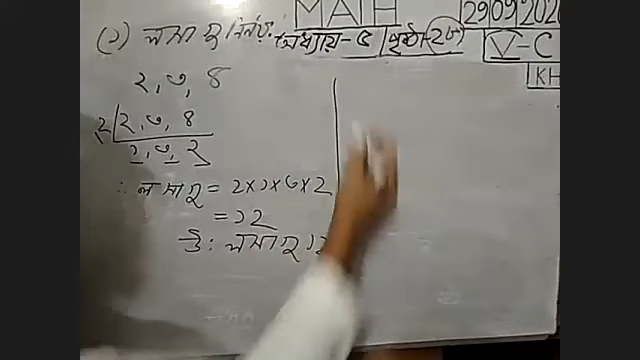 MATH
29 09 202
(১) লসাগু নির্ণয়: অধ্যায়-৫ পৃষ্ঠা-
V-C
KH
২, ৩, ৪
২ ২, ৩, ৪
১, ৩, ২
∴ লসাগু = ২×১×৩×২
= ১২
উ: লসাগু ১২